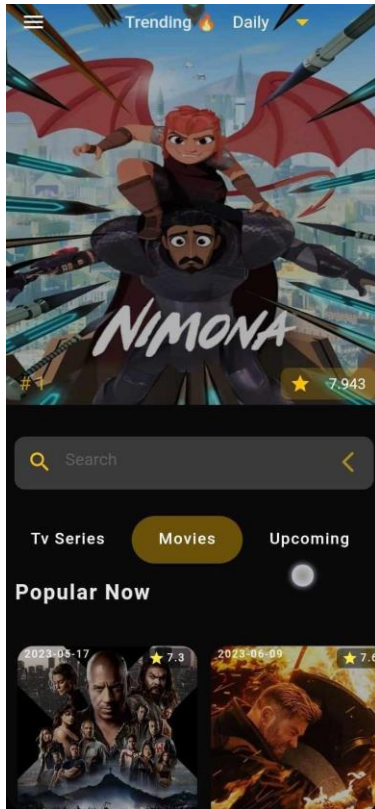 Trending 🔥 Daily
NIMONA
#1
7.943
Search
Tv Series Movies Upcoming
Popular Now
2023-05-17 7.3
2023-06-09 7.6